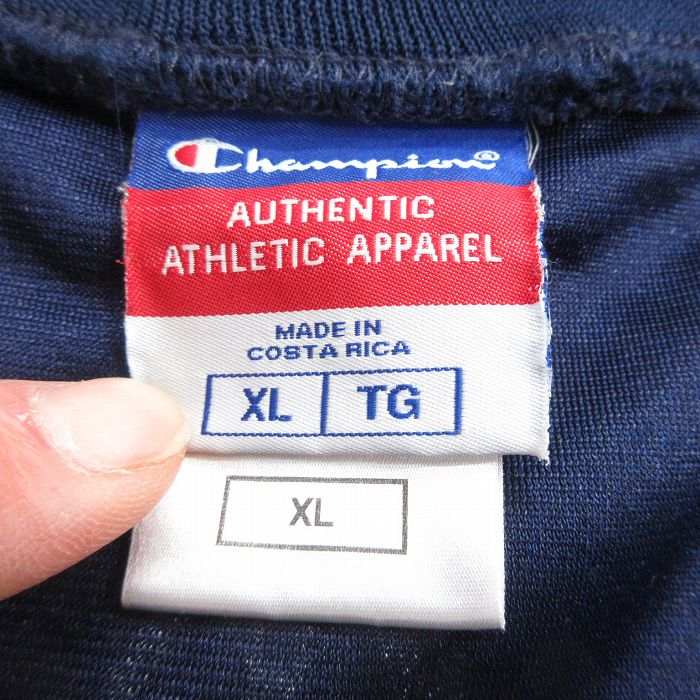 Champion®
AUTHENTIC
ATHLETIC APPAREL
MADE IN
COSTA RICA
XL TG
XL